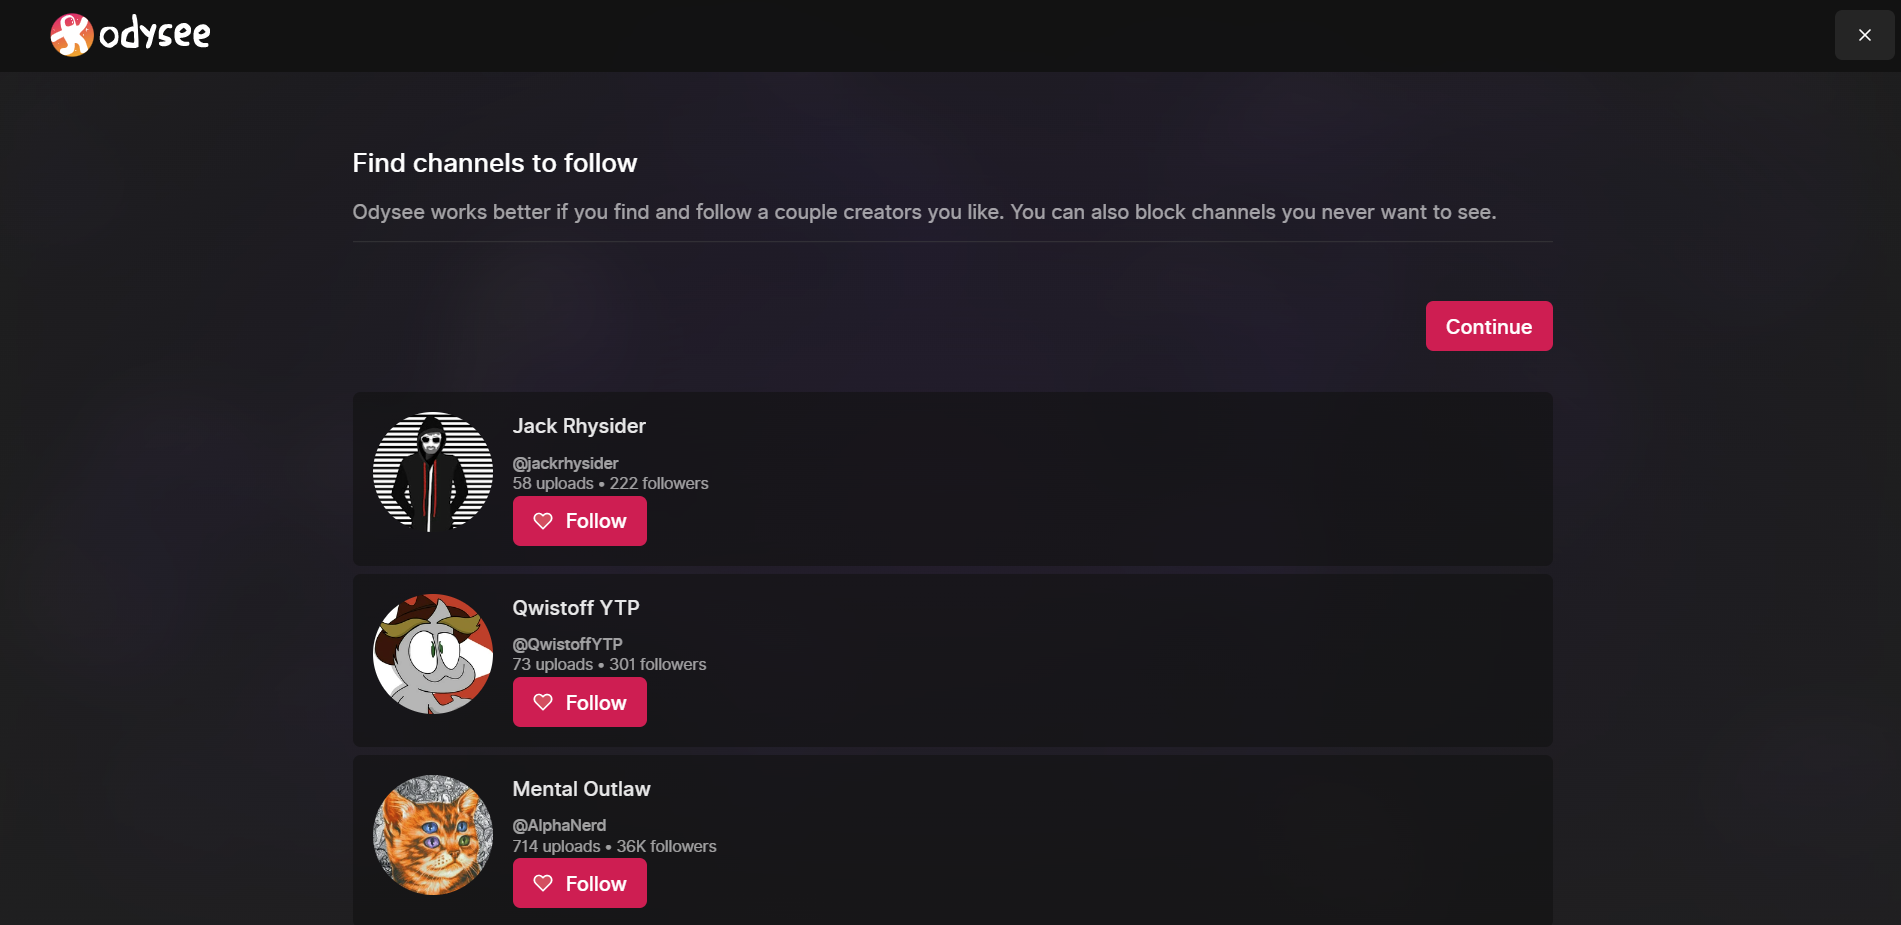 odysee
Find channels to follow
Odysee works better if you find and follow a couple creators you like. You can also block channels you never want to see.
Continue
Jack Rhysider
@jackrhysider
58 uploads • 222 followers
Follow
Qwistoff YTP
@QwistoffYTP
73 uploads • 301 followers
Follow
Mental Outlaw
@AlphaNerd
714 uploads • 36K followers
Follow